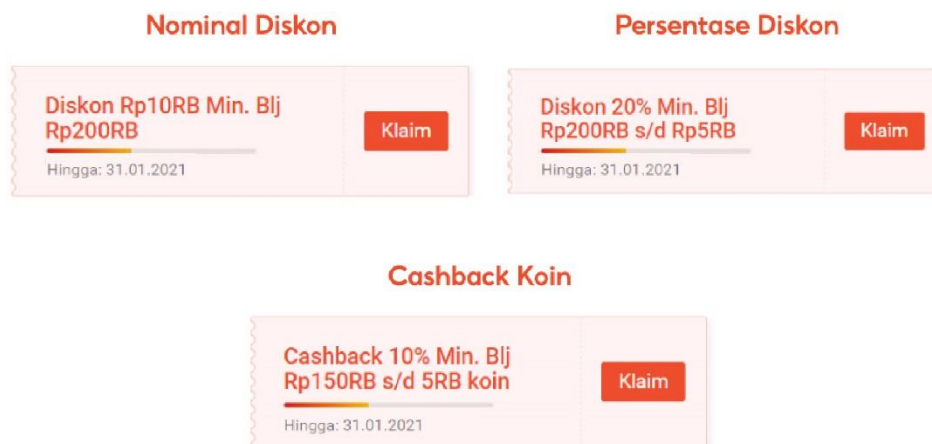 Nominal Diskon
Diskon Rp10RB Min. Blj
Rp200RB
Klaim
Hingga: 31.01.2021
Persentase Diskon
Diskon 20% Min. Blj
Rp200RB s/d Rp5RB
Klaim
Hingga: 31.01.2021
Cashback Koin
Cashback 10% Min. Blj
Rp150RB s/d 5RB koin
Klaim
Hingga: 31.01.2021